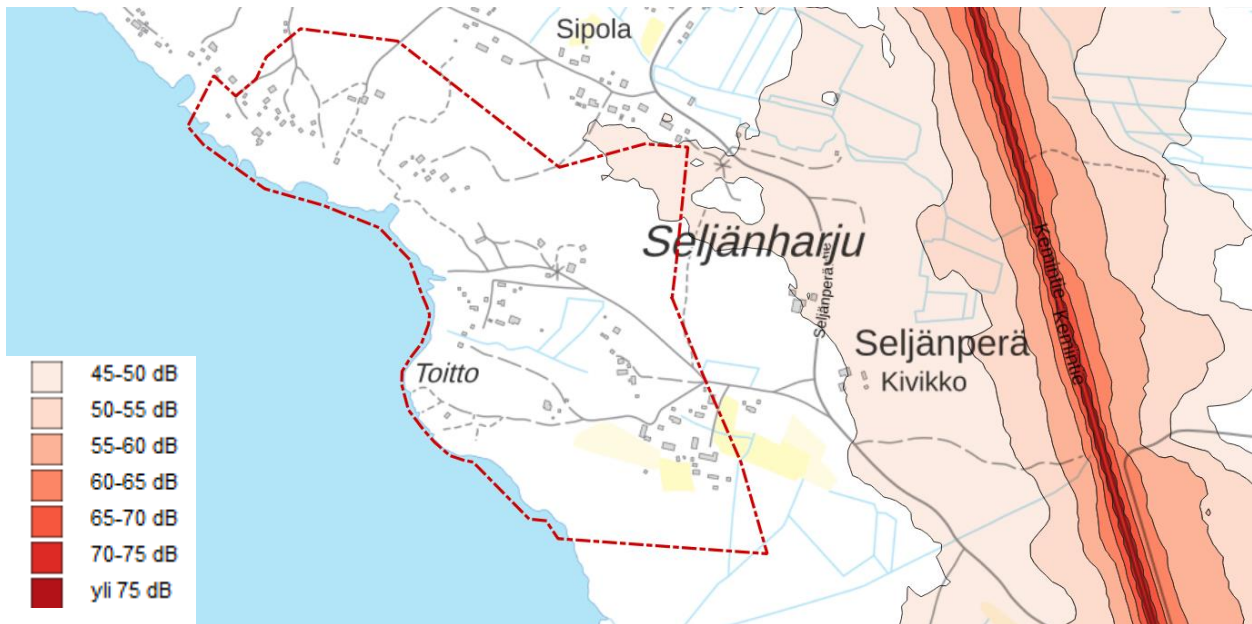 Sipola
Seljänharju
Kemintie
Kemintie
Seljänperäntie
Seljänperä
Kivikko
Toitto
45-50 dB
50-55 dB
55-60 dB
60-65 dB
65-70 dB
70-75 dB
yli 75 dB